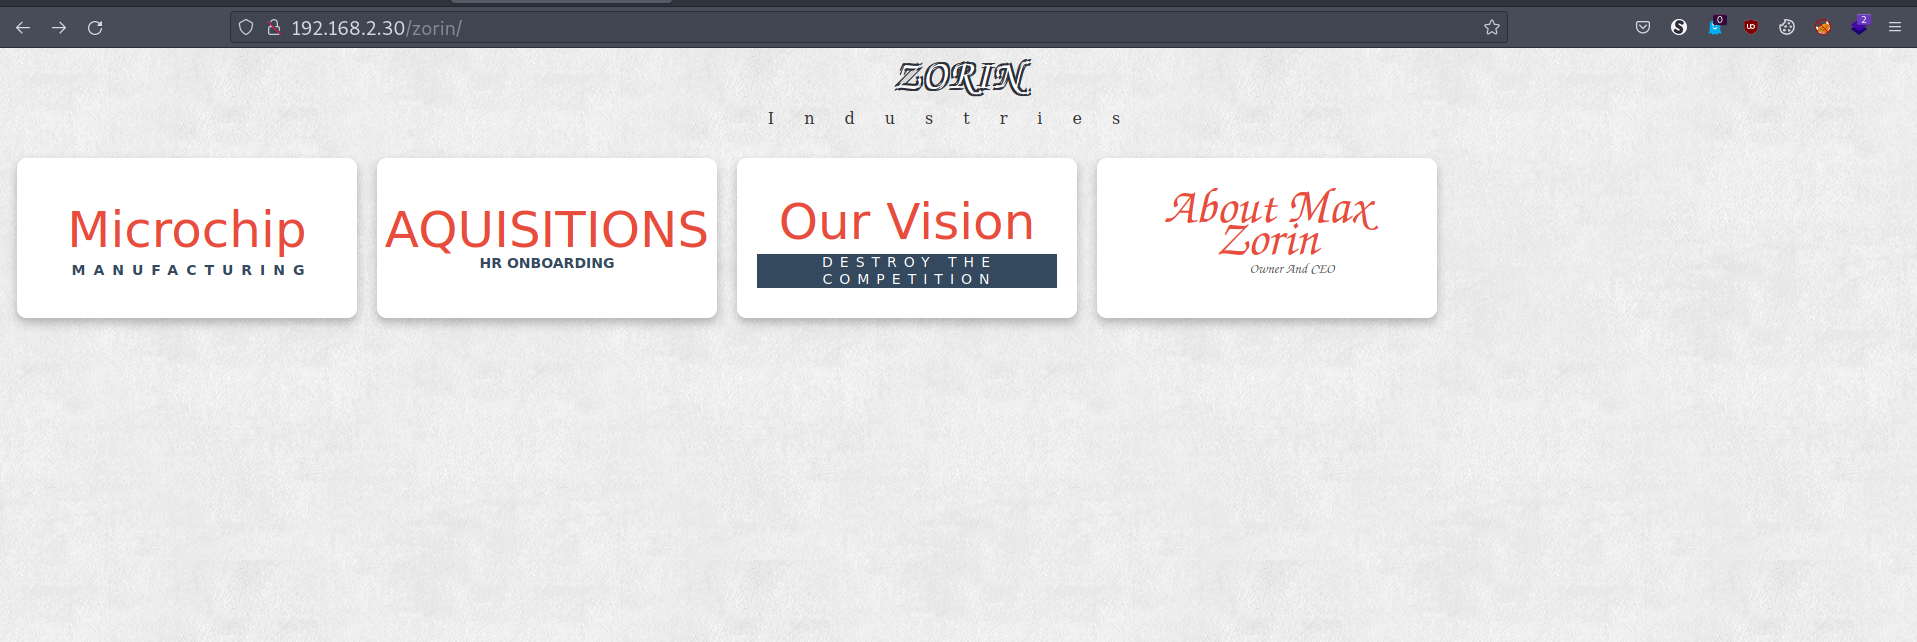 192.168.2.30/zorin/
0
2
ZORIN
Industries
Microchip
MANUFACTURING
AQUISITIONS
HR ONBOARDING
Our Vision
DESTROY THE
COMPETITION
About Max
Zorin
Owner And CEO